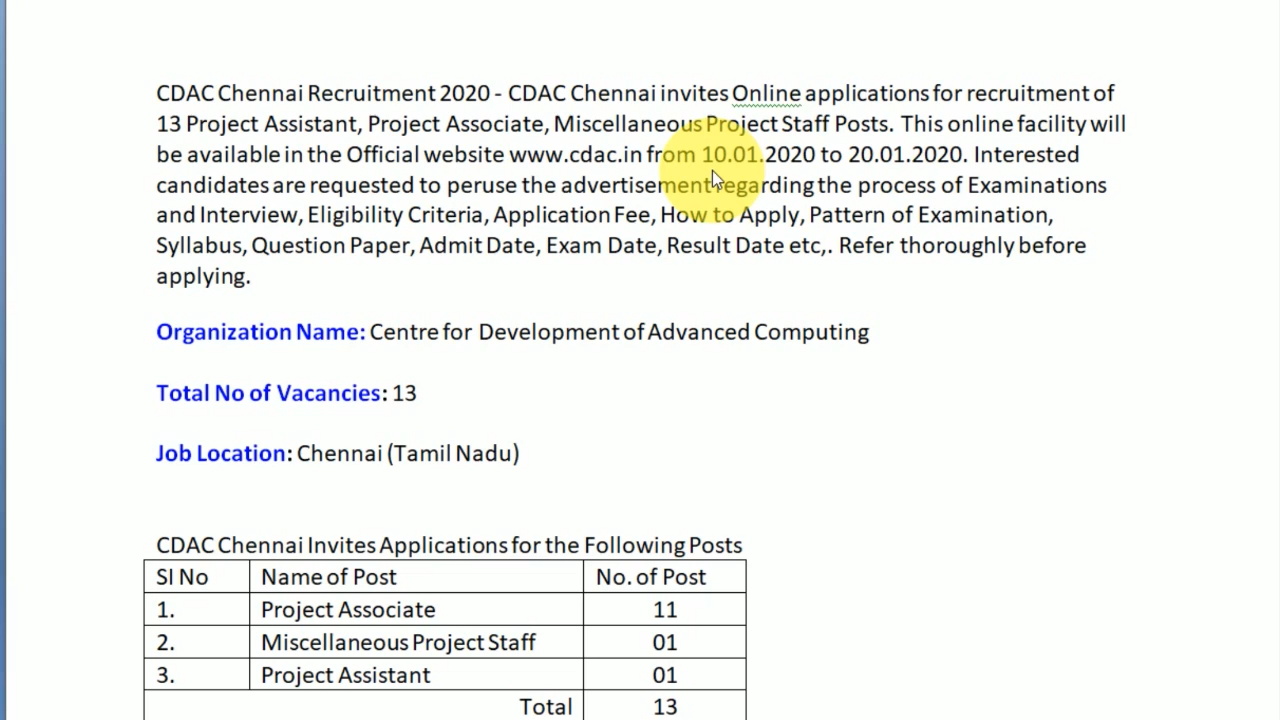 CDAC Chennai Recruitment 2020 - CDAC Chennai invites Online applications for recruitment of
13 Project Assistant, Project Associate, Miscellaneous Project Staff Posts. This online facility will
be available in the Official website www.cdac.in from 10.01.2020 to 20.01.2020. Interested
candidates are requested to peruse the advertisement regarding the process of Examinations
and Interview, Eligibility Criteria, Application Fee, How to Apply, Pattern of Examination,
Syllabus, Question Paper, Admit Date, Exam Date, Result Date etc,. Refer thoroughly before
applying.
Organization Name: Centre for Development of Advanced Computing
Total No of Vacancies: 13
Job Location: Chennai (Tamil Nadu)
CDAC Chennai Invites Applications for the Following Posts
SI No Name of Post No. of Post
1. Project Associate 11
2. Miscellaneous Project Staff 01
3. Project Assistant 01
Total 13